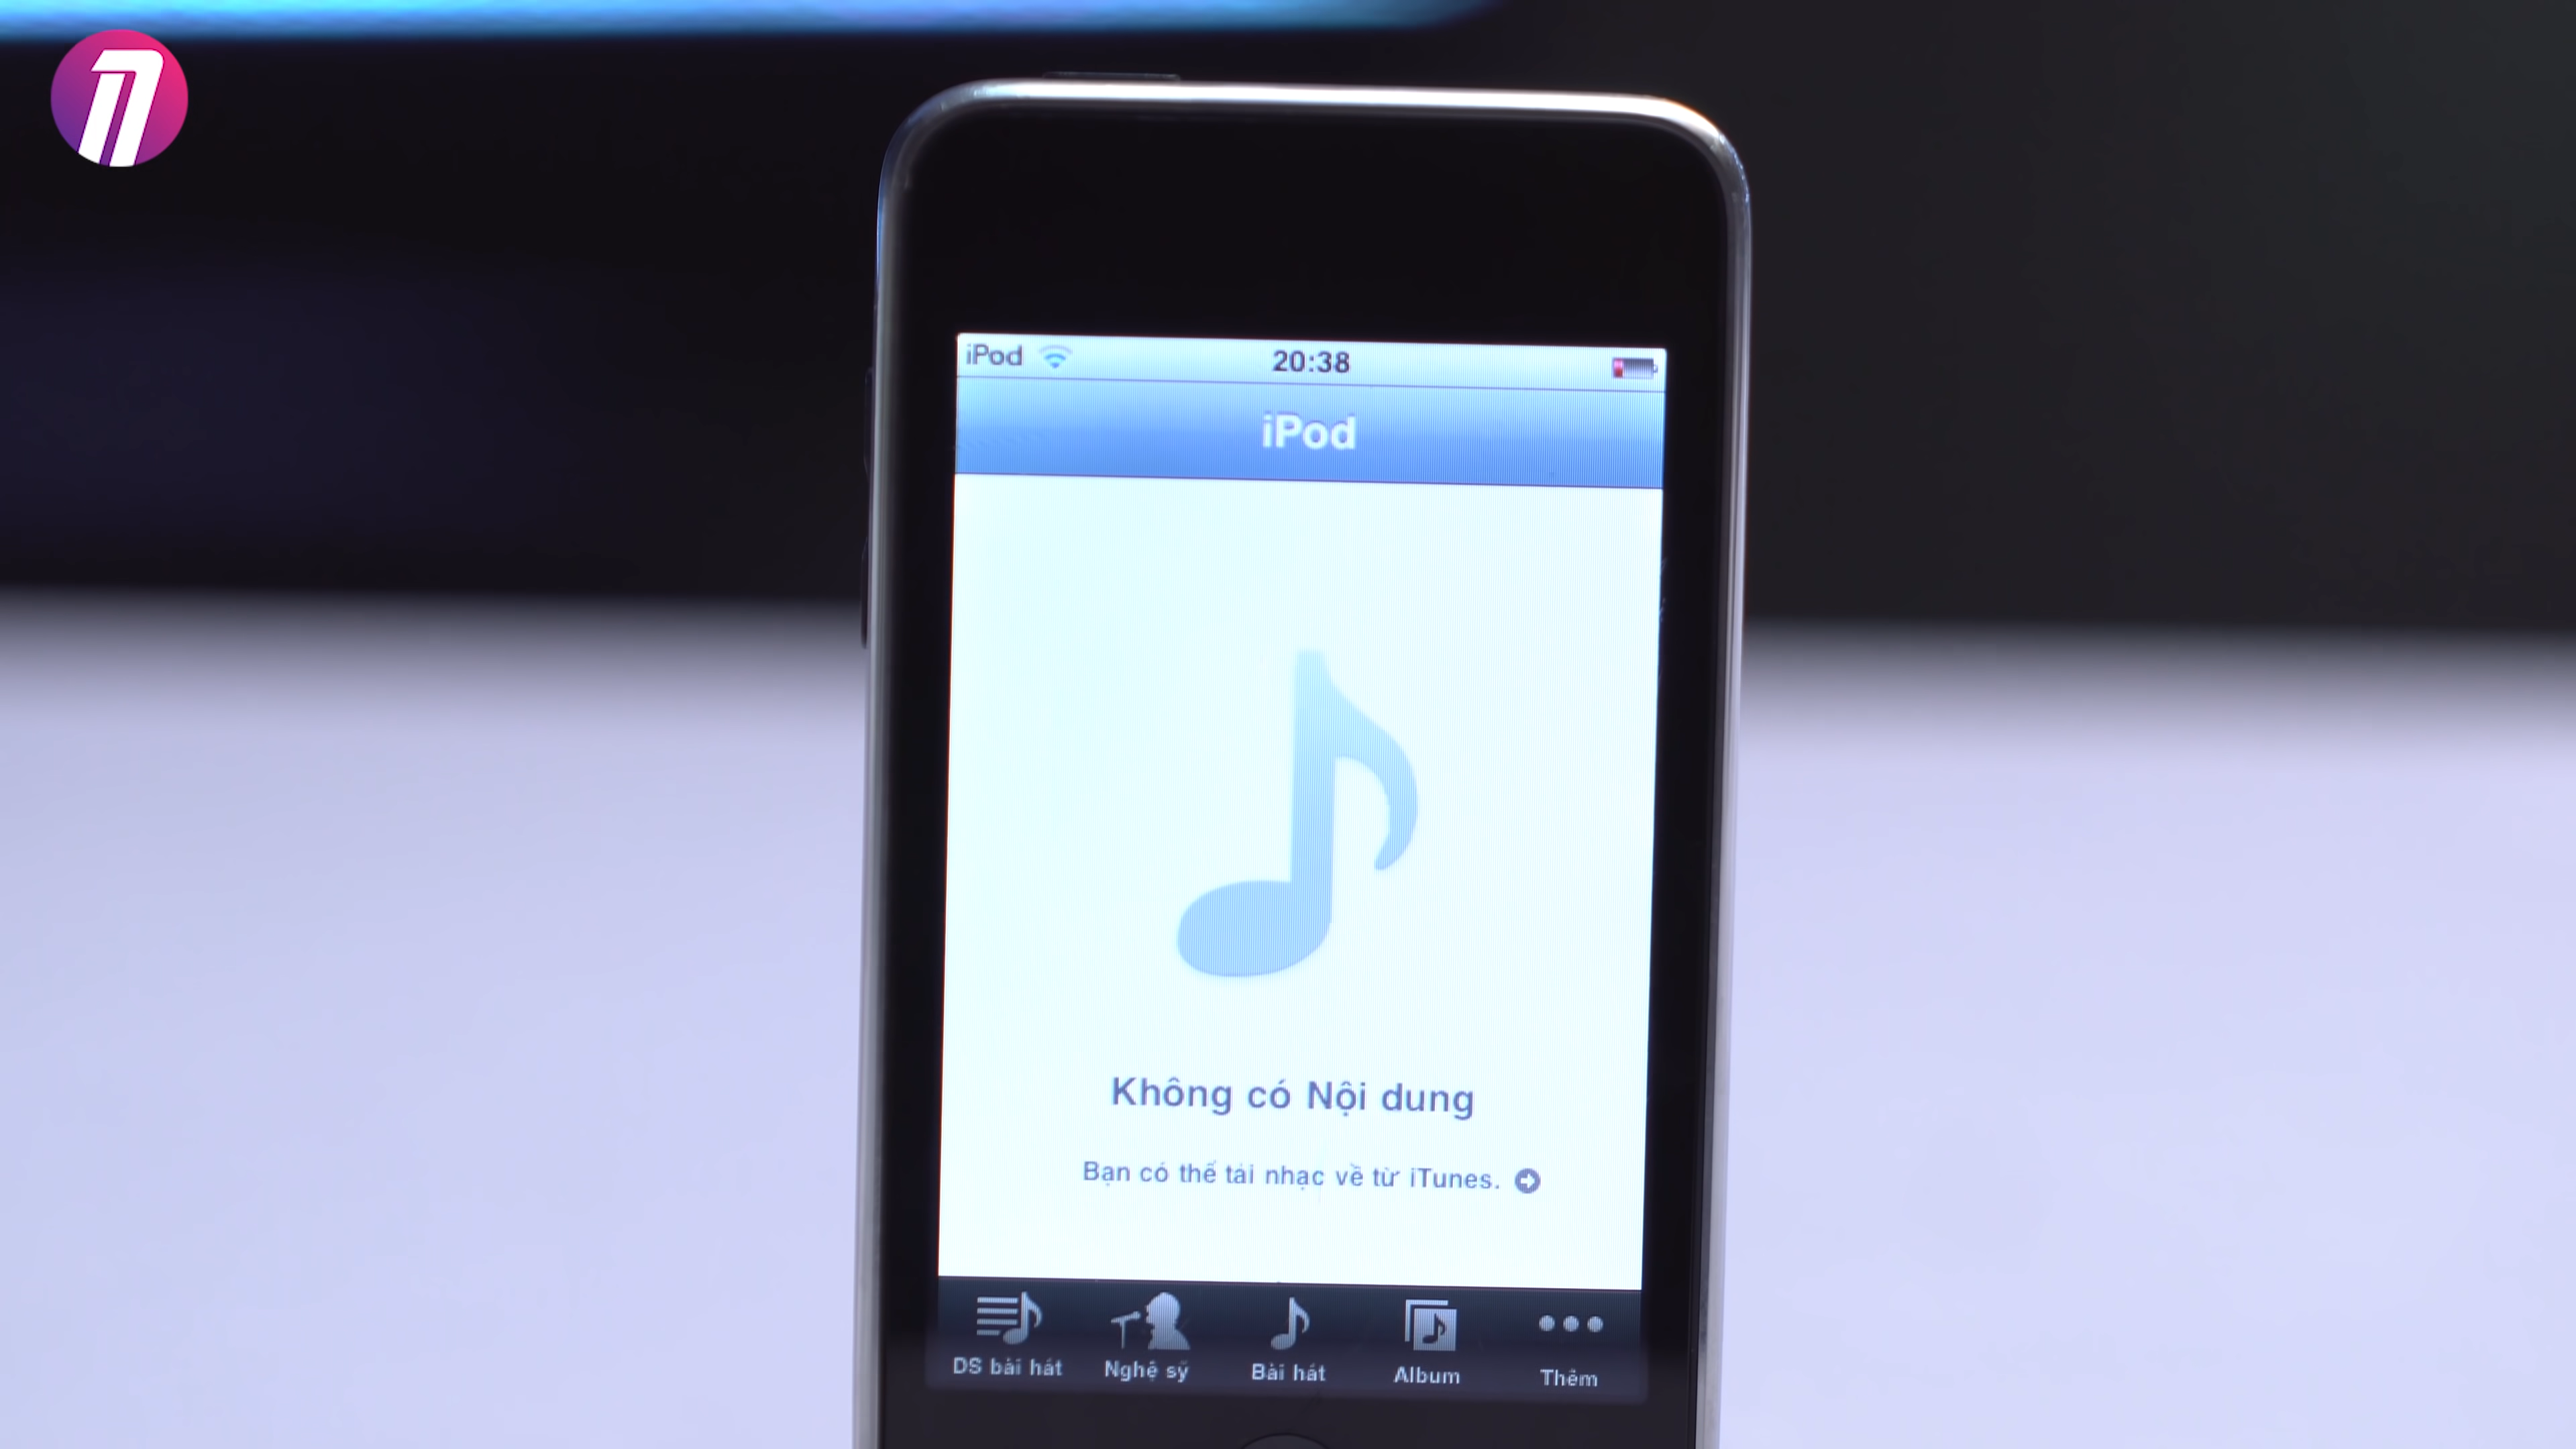 iPod 20:38
iPod
Không có Nội dung
Bạn có thể tải nhạc về từ iTunes.
DS bài hát Nghệ sỹ Bài hát Album Thêm